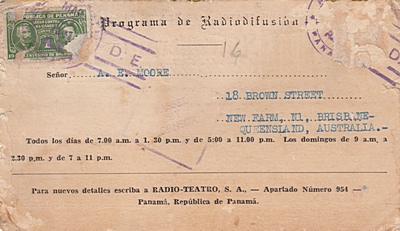 REPUBLICA DE PANAMA
Programa de Radiodifusión
DE
16
Señor A. E. MOORE
18 BROWN STREET
NEW FARM, N1, BRISBNE-
QUEENSLAND, AUSTRALIA.-
Todos los días de 7.00 a.m. a 1. 30 p.m. y de 5:00 a 11.00 p.m. Los domingos de 9 a.m. a
2.30 p.m. y de 7 a 11 p.m.
Para nuevos detalles escriba a RADIO-TEATRO, S. A., — Apartado Número 954 —
Panamá, República de Panamá.